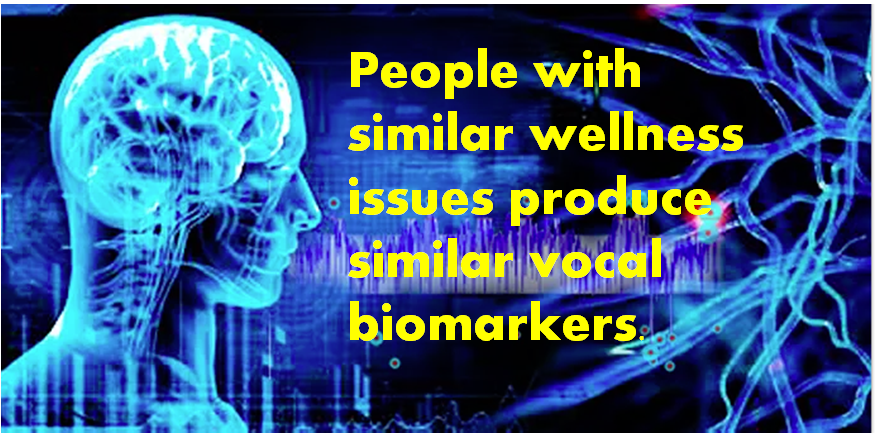 People with
similar wellness
issues produce
similar vocal
biomarkers.